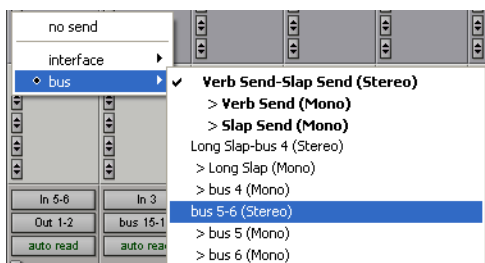 no send
interface
bus
✓ Verb Send-Slap Send (Stereo)
> Verb Send (Mono)
> Slap Send (Mono)
Long Slap-bus 4 (Stereo)
> Long Slap (Mono)
> bus 4 (Mono)
bus 5-6 (Stereo)
> bus 5 (Mono)
> bus 6 (Mono)
In 5-6
In 3
Out 1-2
bus 15-1
auto read
auto rea